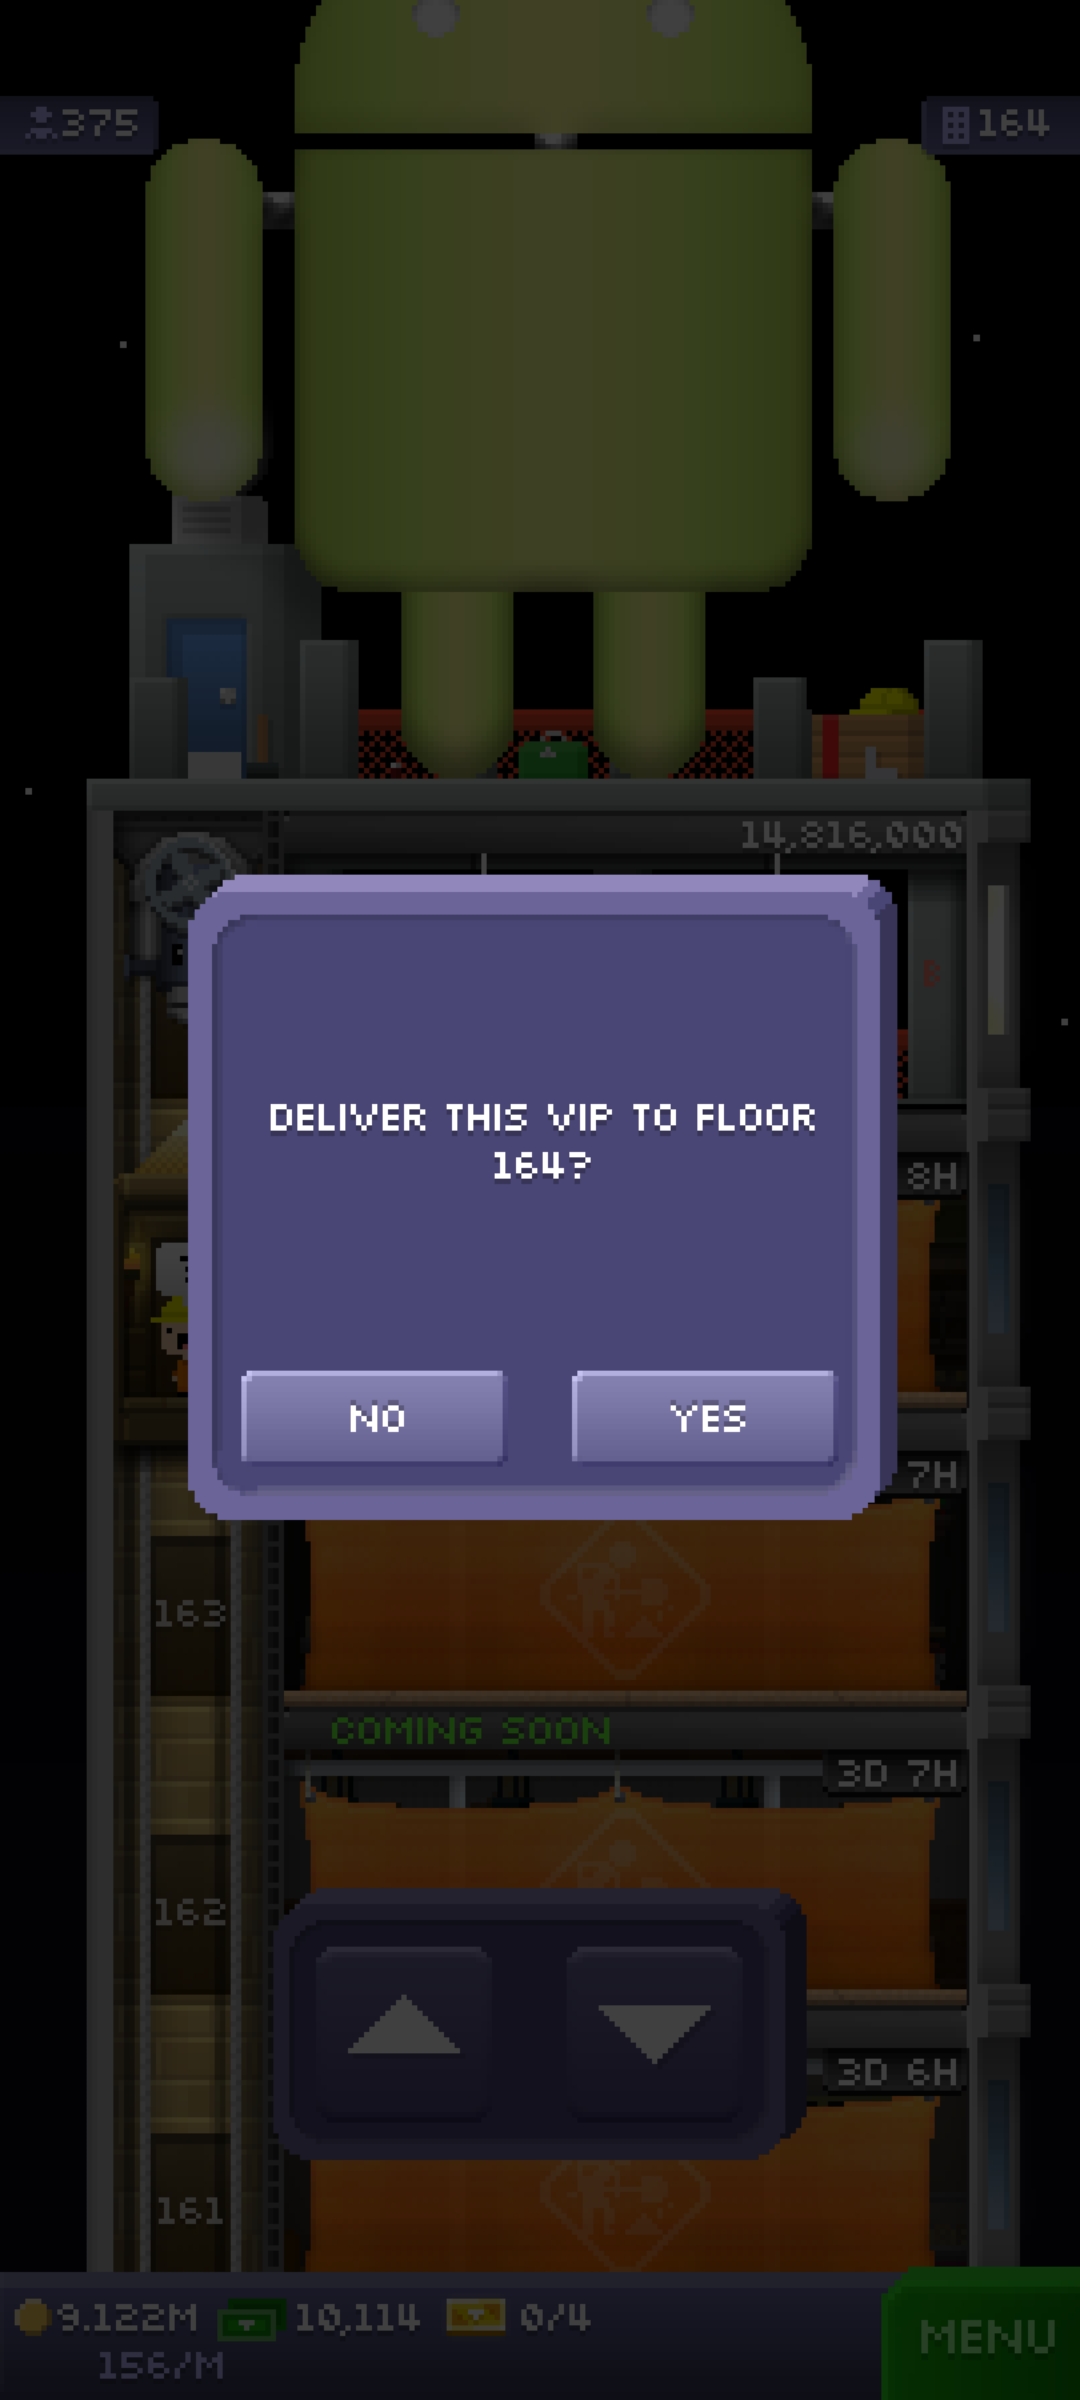 375
164
14,816,000
8H
DELIVER THIS VIP TO FLOOR
164?
NO
YES
7H
163
COMING SOON
3D 7H
162
3D 6H
161
9.122M
10,114
0/4
MENU
156/M